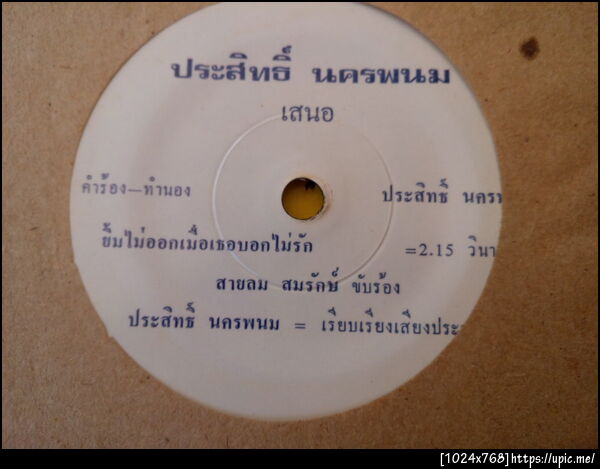 ประสิทธิ์ นครพนม
เสนอ
คำร้อง—ทำนอง ประสิทธิ์ นครพ
ยิ้มไม่ออกเมื่อเธอบอกไม่รัก =2.15 วินา
สายลม สมรักษ์ ขับร้อง
ประสิทธิ์ นครพนม = เรียบเรียงเสียงประ
[1024x768]https://upic.me/